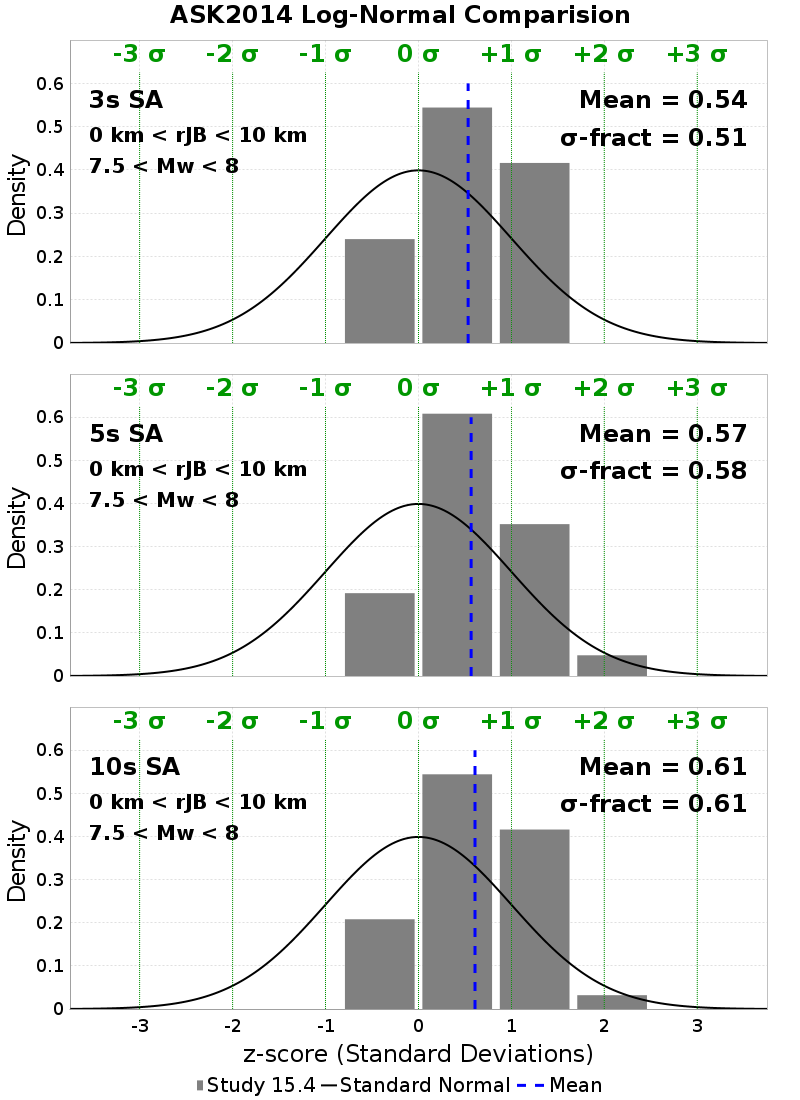 ASK2014 Log-Normal Comparision
-3 σ -2 σ -1 σ 0 σ +1 σ +2 σ +3 σ
0.6
3s SA Mean = 0.54
0.5
0 km < rJB < 10 km σ-fract = 0.51
7.5 < Mw < 8
0.4
0.3
0.2
0.1
0
Density
-3 σ -2 σ -1 σ 0 σ +1 σ +2 σ +3 σ
0.6
5s SA Mean = 0.57
0.5
0 km < rJB < 10 km σ-fract = 0.58
7.5 < Mw < 8
0.4
0.3
0.2
0.1
0
Density
-3 σ -2 σ -1 σ 0 σ +1 σ +2 σ +3 σ
0.6
10s SA Mean = 0.61
0.5
0 km < rJB < 10 km σ-fract = 0.61
7.5 < Mw < 8
0.4
0.3
0.2
0.1
0
Density
-3 -2 -1 0 1 2 3
z-score (Standard Deviations)
Study 15.4 Standard Normal Mean